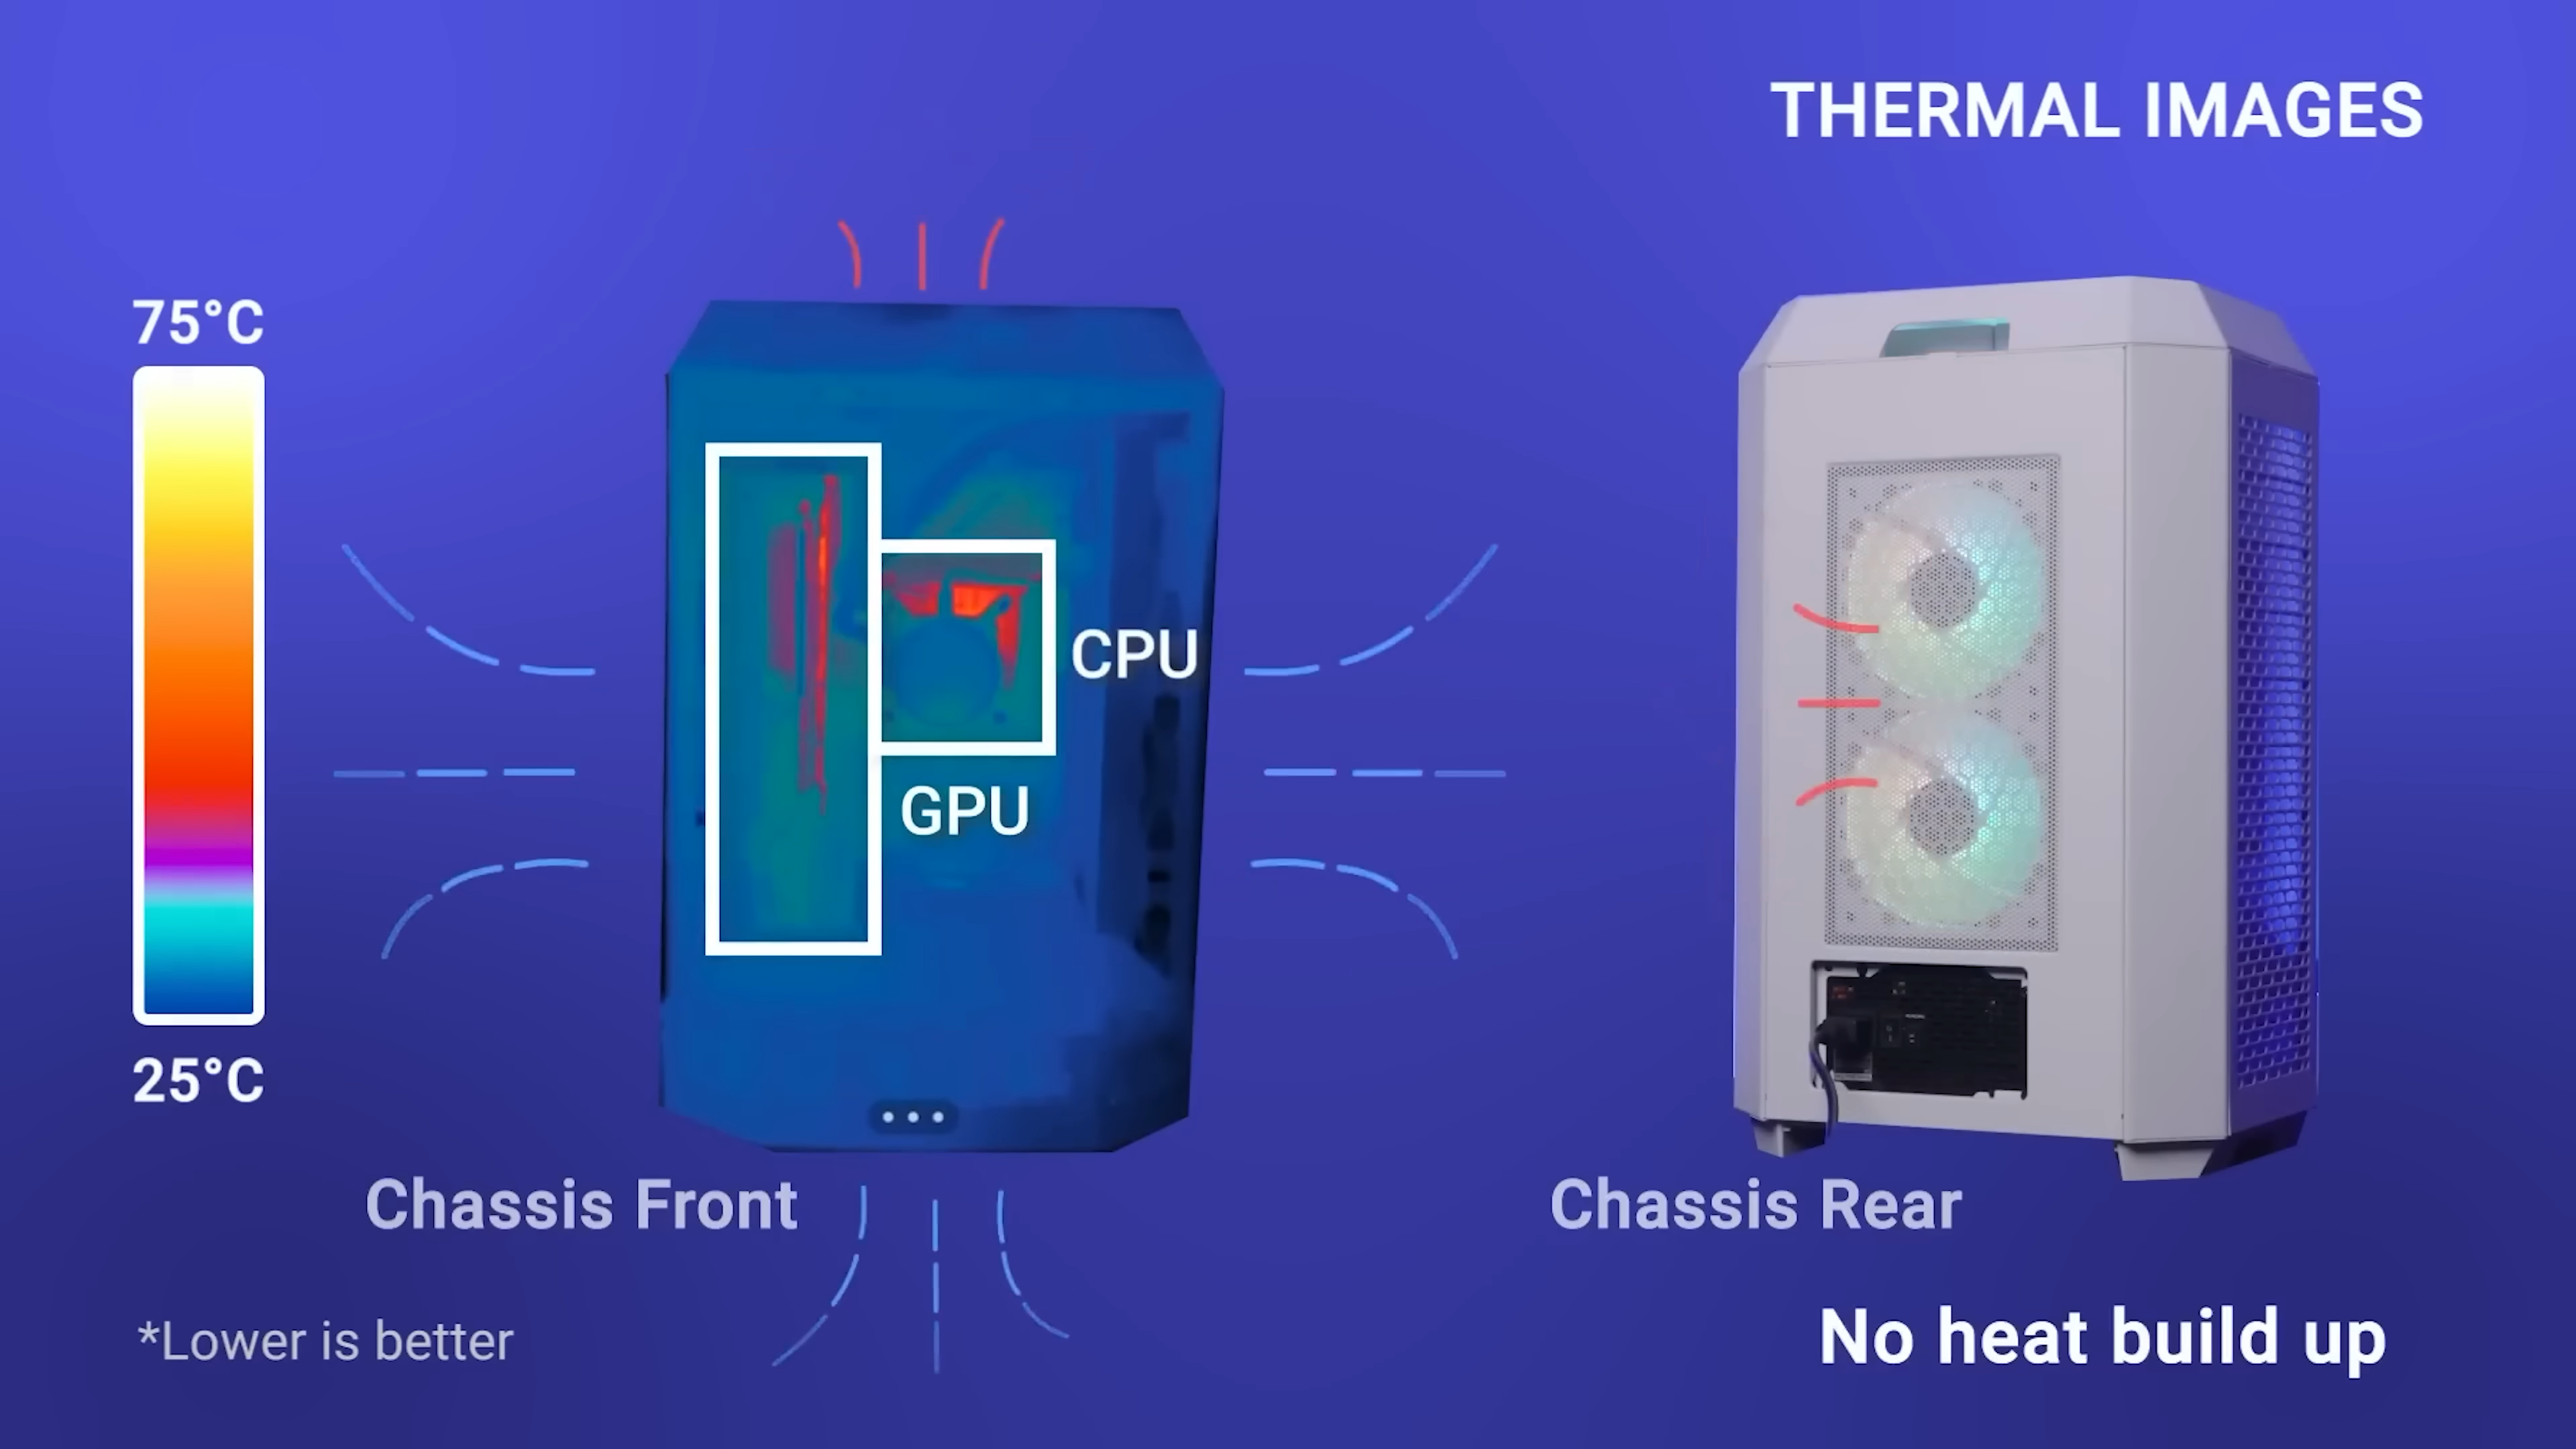 THERMAL IMAGES
75°C
CPU
GPU
25°C
Chassis Front
Chassis Rear
*Lower is better
No heat build up